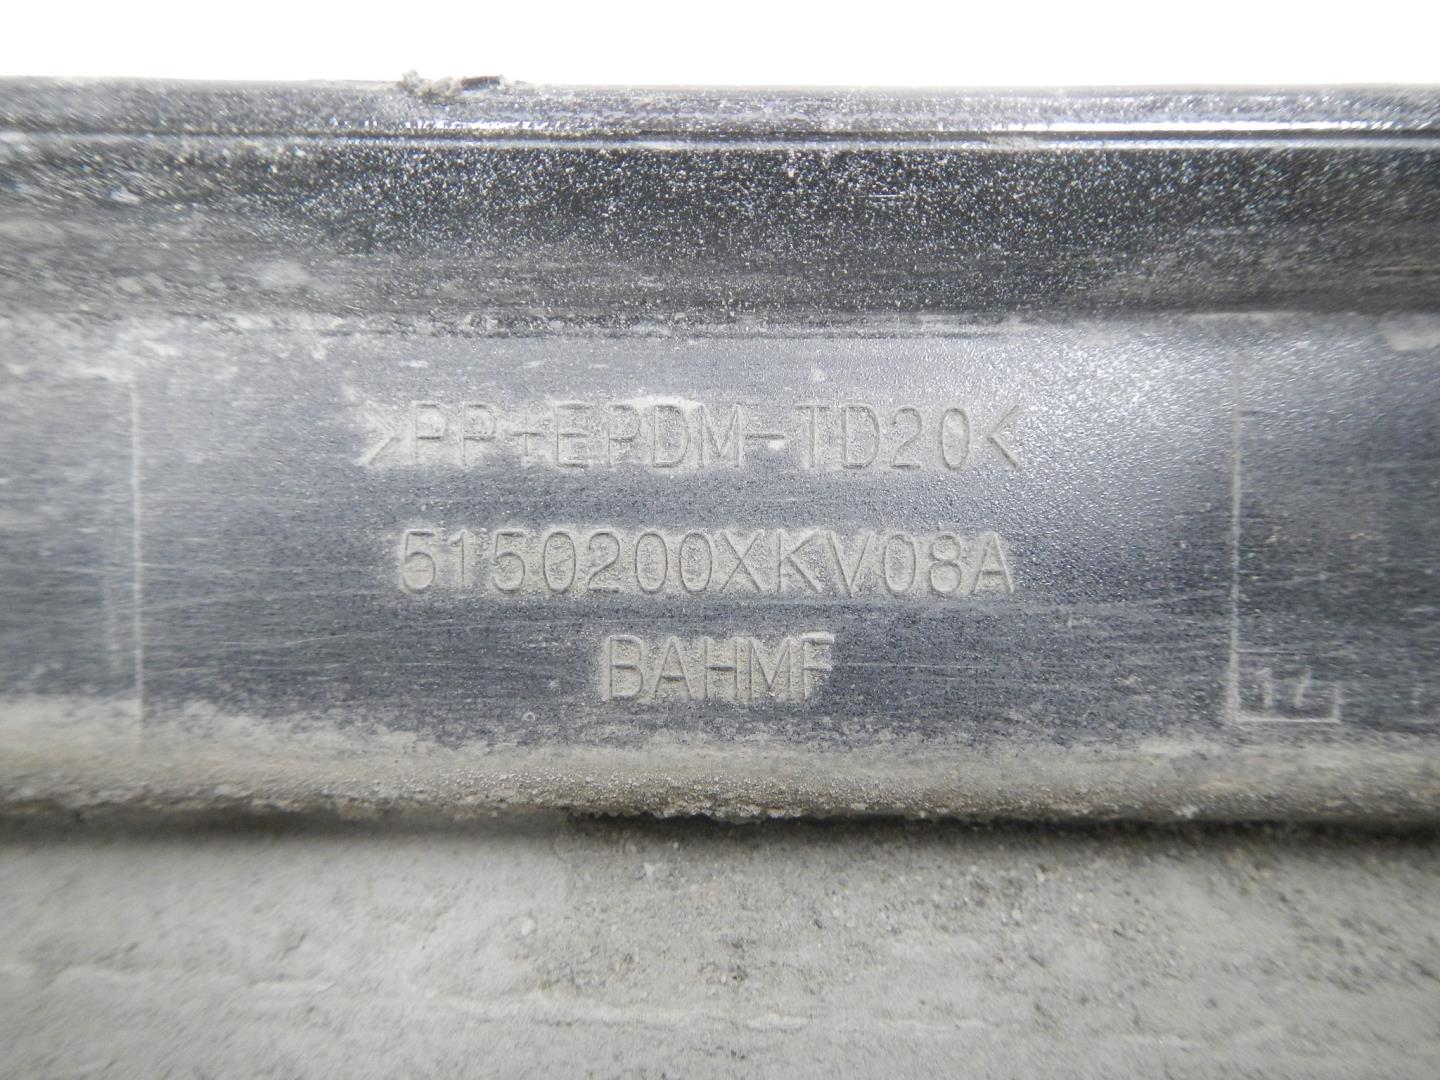 >PP+EPDM-TD20<
5150200XKV08A
BAHMF